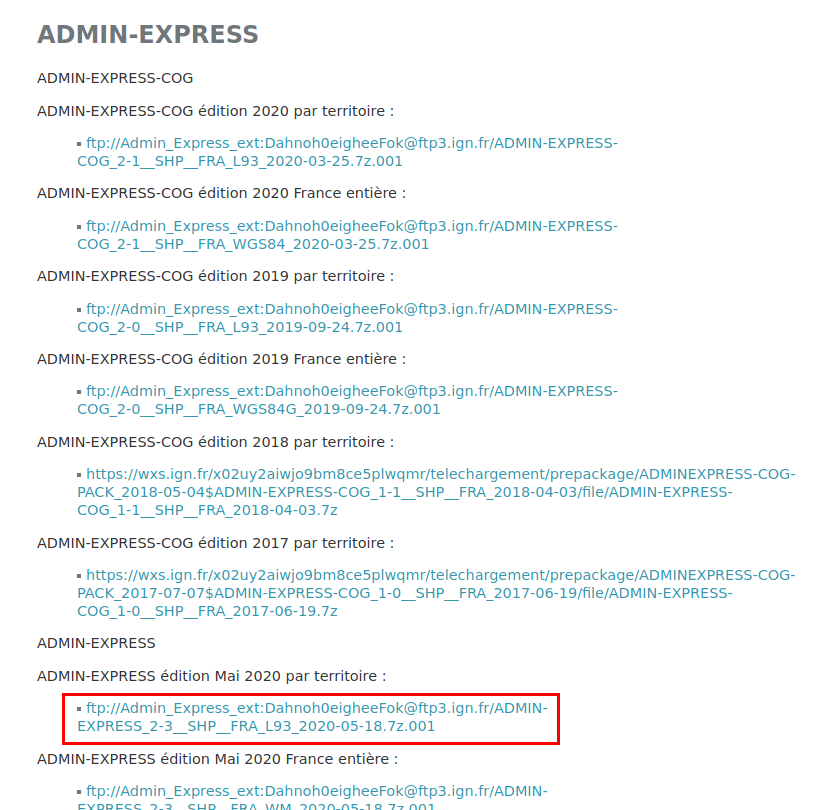 ADMIN-EXPRESS
ADMIN-EXPRESS-COG
ADMIN-EXPRESS-COG édition 2020 par territoire :
ftp://Admin_Express_ext:Dahnoh0eigheeFok@ftp3.ign.fr/ADMIN-EXPRESS-
COG_2-1__SHP__FRA_L93_2020-03-25.7z.001
ADMIN-EXPRESS-COG édition 2020 France entière :
ftp://Admin_Express_ext:Dahnoh0eigheeFok@ftp3.ign.fr/ADMIN-EXPRESS-
COG_2-1__SHP__FRA_WGS84_2020-03-25.7z.001
ADMIN-EXPRESS-COG édition 2019 par territoire :
ftp://Admin_Express_ext:Dahnoh0eigheeFok@ftp3.ign.fr/ADMIN-EXPRESS-
COG_2-0__SHP__FRA_L93_2019-09-24.7z.001
ADMIN-EXPRESS-COG édition 2019 France entière :
ftp://Admin_Express_ext:Dahnoh0eigheeFok@ftp3.ign.fr/ADMIN-EXPRESS-
COG_2-0__SHP__FRA_WGS84G_2019-09-24.7z.001
ADMIN-EXPRESS-COG édition 2018 par territoire :
https://wxs.ign.fr/x02uy2aiwjo9bm8ce5plwqmr/telechargement/prepackage/ADMINEXPRESS-COG-
PACK_2018-05-04$ADMIN-EXPRESS-COG_1-1__SHP__FRA_2018-04-03/file/ADMIN-EXPRESS-
COG_1-1__SHP__FRA_2018-04-03.7z
ADMIN-EXPRESS-COG édition 2017 par territoire :
https://wxs.ign.fr/x02uy2aiwjo9bm8ce5plwqmr/telechargement/prepackage/ADMINEXPRESS-COG-
PACK_2017-07-07$ADMIN-EXPRESS-COG_1-0__SHP__FRA_2017-06-19/file/ADMIN-EXPRESS-
COG_1-0__SHP__FRA_2017-06-19.7z
ADMIN-EXPRESS
ADMIN-EXPRESS édition Mai 2020 par territoire :
ftp://Admin_Express_ext:Dahnoh0eigheeFok@ftp3.ign.fr/ADMIN-
EXPRESS_2-3__SHP__FRA_L93_2020-05-18.7z.001
ADMIN-EXPRESS édition Mai 2020 France entière :
ftp://Admin_Express_ext:Dahnoh0eigheeFok@ftp3.ign.fr/ADMIN-
EXPRESS_2-3__SHP__FRA_WM_2020-05-18.7z.001